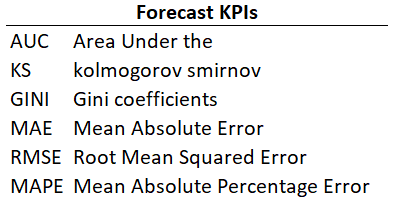 Forecast KPIs
AUC Area Under the
KS kolmogorov smirnov
GINI Gini coefficients
MAE Mean Absolute Error
RMSE Root Mean Squared Error
MAPE Mean Absolute Percentage Error